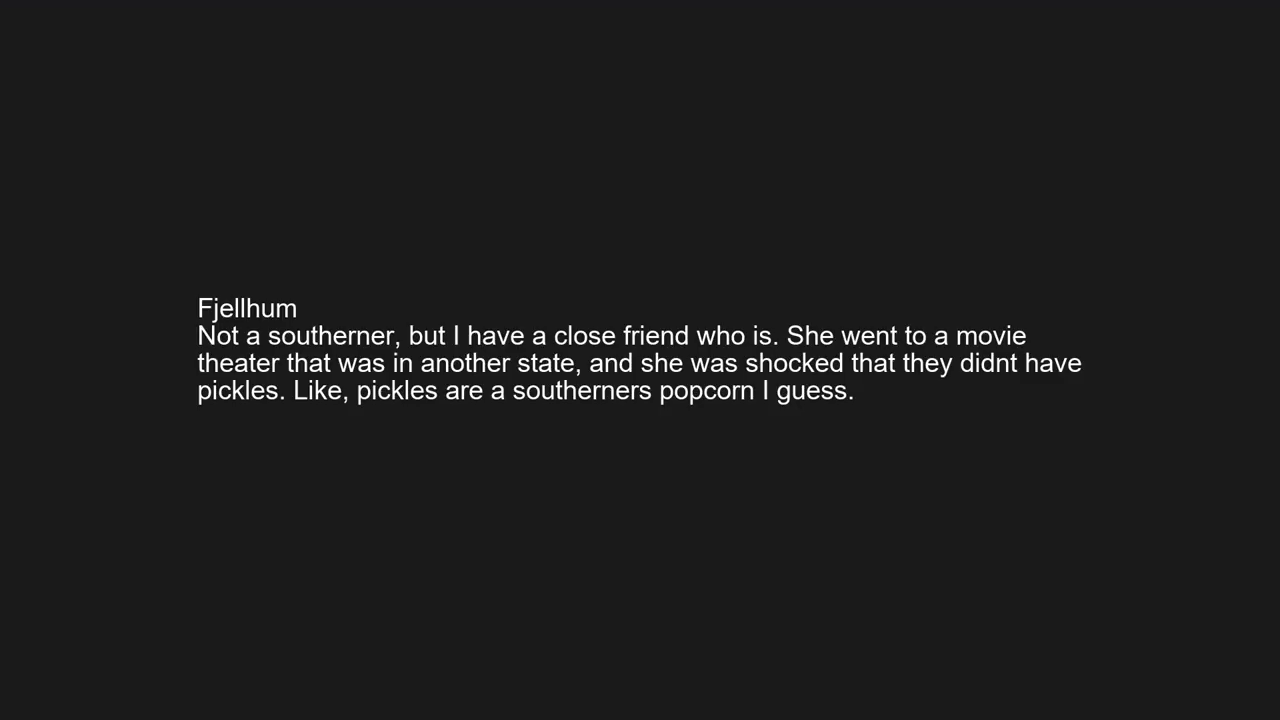 Fjellhum
Not a southerner, but I have a close friend who is. She went to a movie
theater that was in another state, and she was shocked that they didnt have
pickles. Like, pickles are a southerners popcorn I guess.